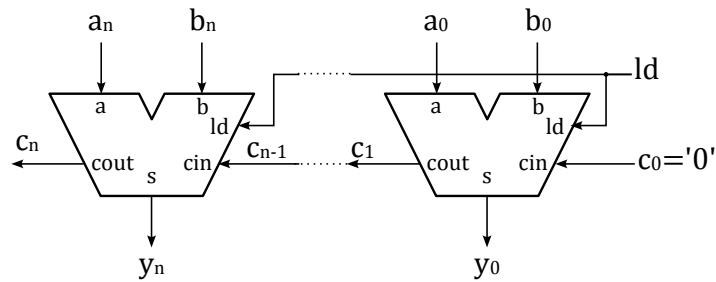 aₙ bₙ a₀ b₀
ld
a b a b
ld ld
cₙ cout cin cₙ₋₁ c₁ cout cin c₀='0'
s s
yₙ y₀